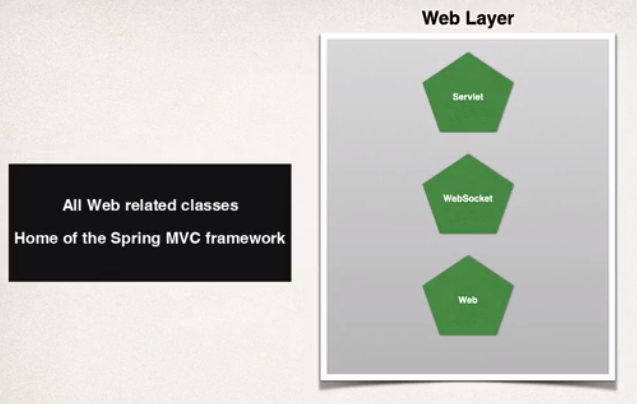 Web Layer
Servlet
All Web related classes
WebSocket
Home of the Spring MVC framework
Web